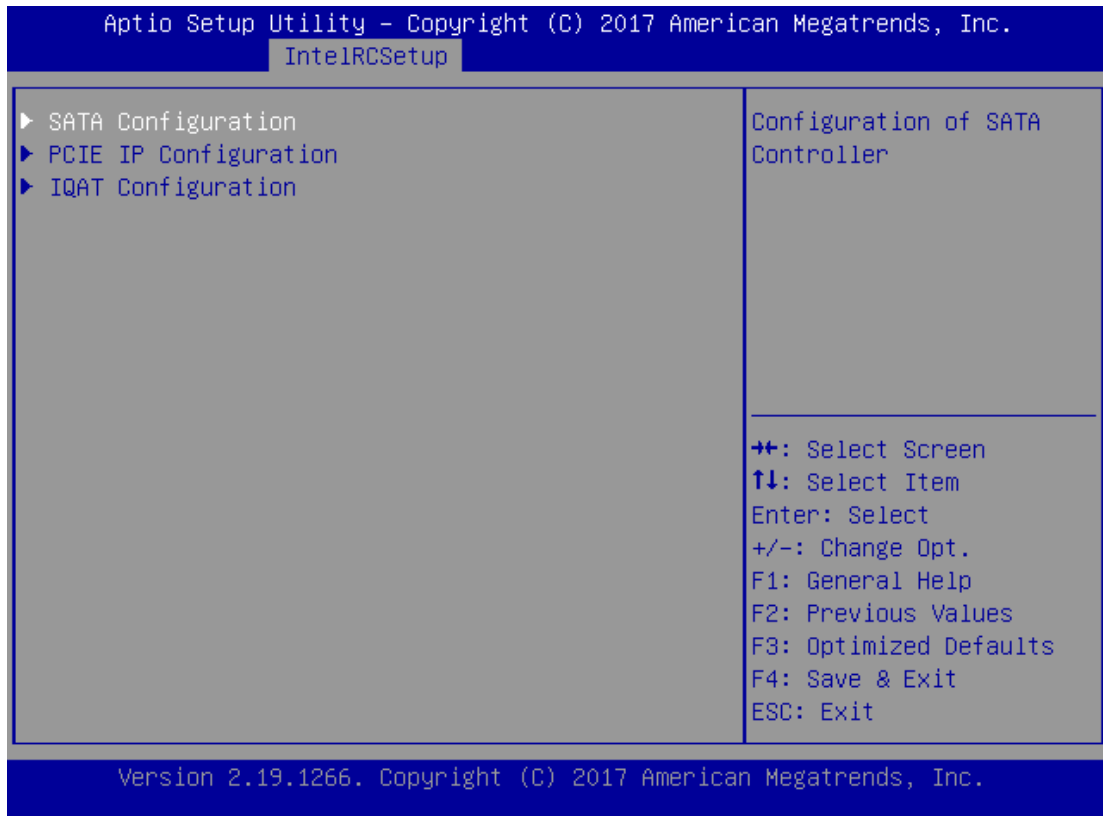 Aptio Setup Utility – Copyright (C) 2017 American Megatrends, Inc.
IntelRCSetup
▶ SATA Configuration
▶ PCIE IP Configuration
▶ IQAT Configuration
Configuration of SATA
Controller
→←: Select Screen
↑↓: Select Item
Enter: Select
+/-: Change Opt.
F1: General Help
F2: Previous Values
F3: Optimized Defaults
F4: Save & Exit
ESC: Exit
Version 2.19.1266. Copyright (C) 2017 American Megatrends, Inc.